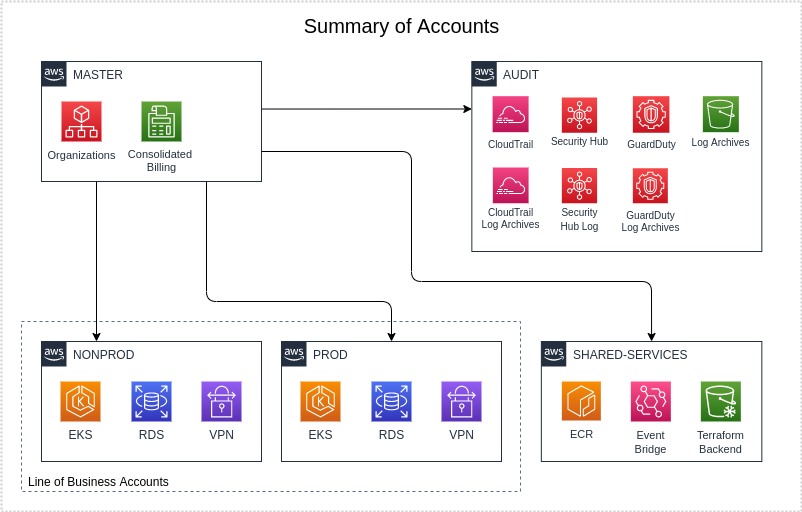 Summary of Accounts
aws MASTER
Organizations
Consolidated
Billing
aws AUDIT
CloudTrail
Security Hub
GuardDuty
Log Archives
CloudTrail
Log Archives
Security
Hub Log
GuardDuty
Log Archives
aws NONPROD
EKS
RDS
VPN
aws PROD
EKS
RDS
VPN
Line of Business Accounts
aws SHARED-SERVICES
ECR
Event
Bridge
Terraform
Backend